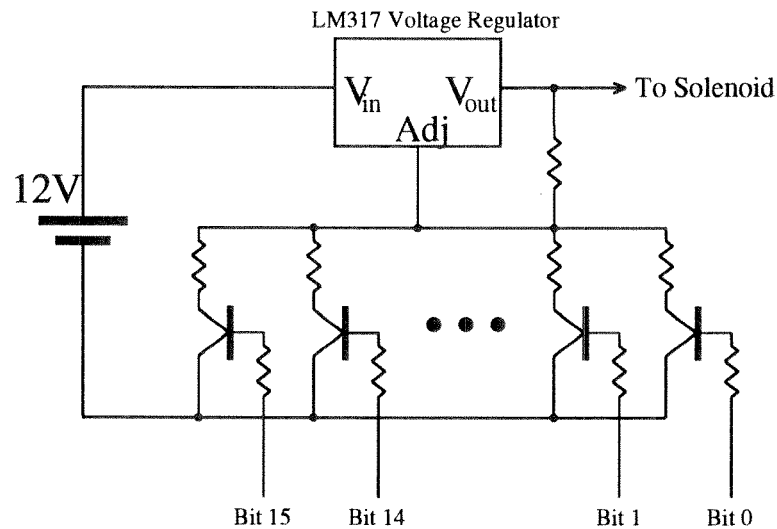 LM317 Voltage Regulator
Vin
Vout
To Solenoid
Adj
12V
Bit 15
Bit 14
Bit 1
Bit 0